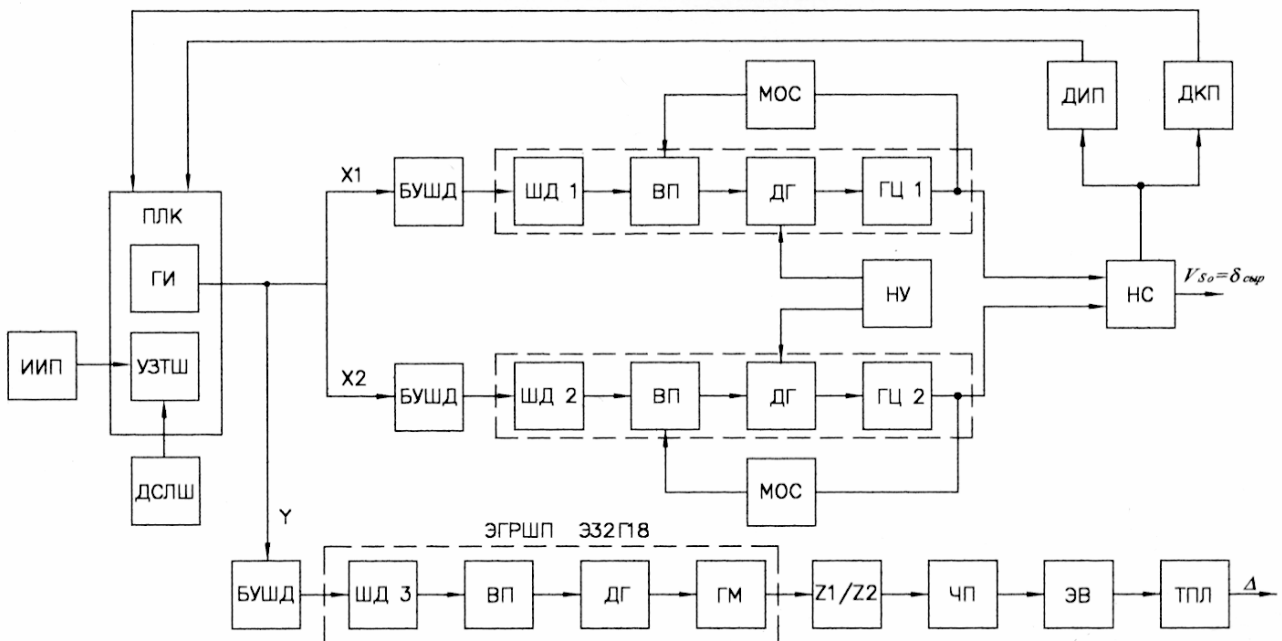 ДИП
ДКП
МОС
X1
БУШД
ШД 1
ВП
ДГ
ГЦ 1
ПЛК
ГИ
НУ
НС
V_So=δ_сыр
ИИП
УЗТШ
X2
БУШД
ШД 2
ВП
ДГ
ГЦ 2
ДСЛШ
МОС
Y
ЭГРШП Э32Г18
БУШД
ШД 3
ВП
ДГ
ГМ
Z1/Z2
ЧП
ЭВ
ТПЛ
Δ